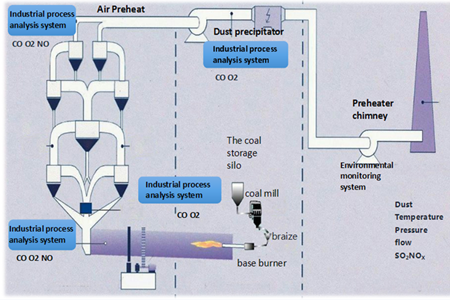 Industrial process
analysis system
CO O2 NO
Air Preheat
Dust precipitator
Industrial process
analysis system
CO O2
Preheater
chimney
Environmental
monitoring
system
The coal
storage
silo
coal mill
Industrial process
analysis system
CO O2
braize
base burner
Industrial process
analysis system
CO O2 NO
Dust
Temperature
Pressure
flow
SO₂NOₓ